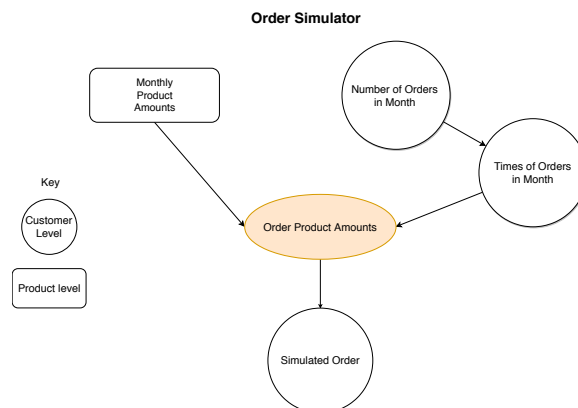 Order Simulator
Monthly
Product
Amounts
Number of Orders
in Month
Times of Orders
in Month
Key
Customer
Level
Order Product Amounts
Product level
Simulated Order